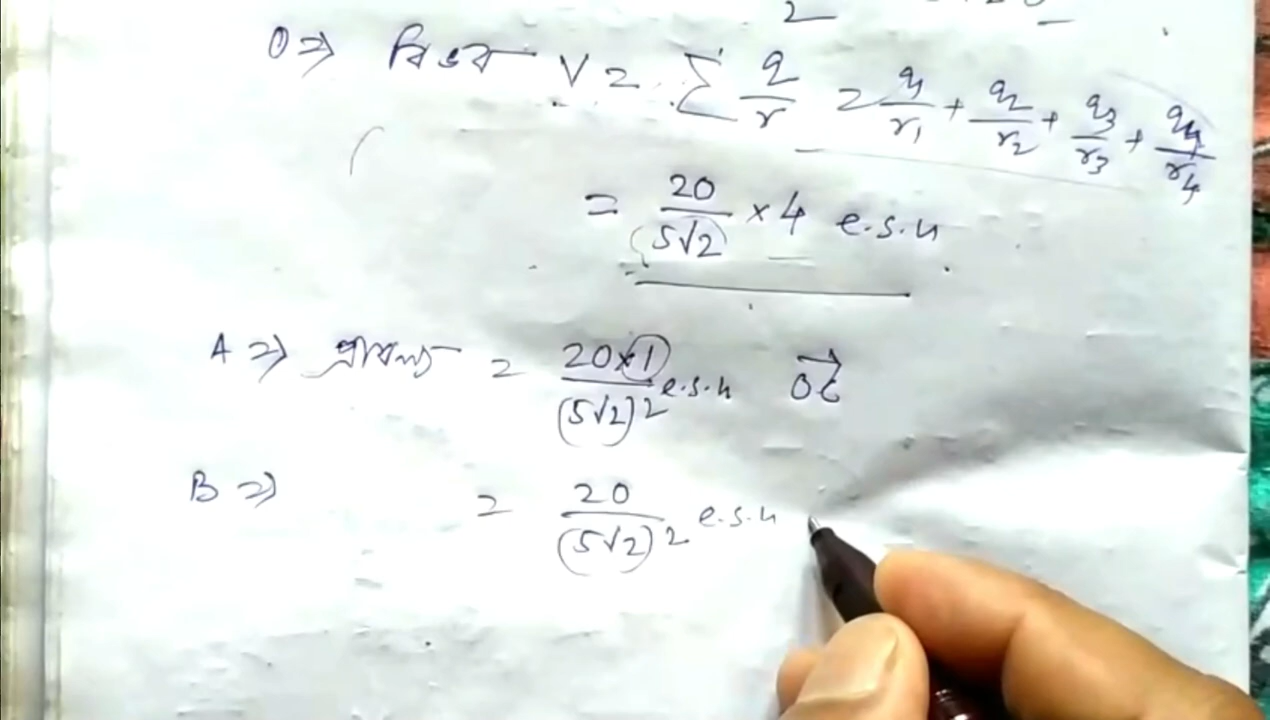 O ⇒ বিভব V = Σ q/r = q1/r1 + q2/r2 + q3/r3 + q4/r4
= 20/5√2 × 4 e.s.u
A ⇒ প্রাবল্য = 20×1/(5√2)2 e.s.u OC
B ⇒ = 20/(5√2)2 e.s.u